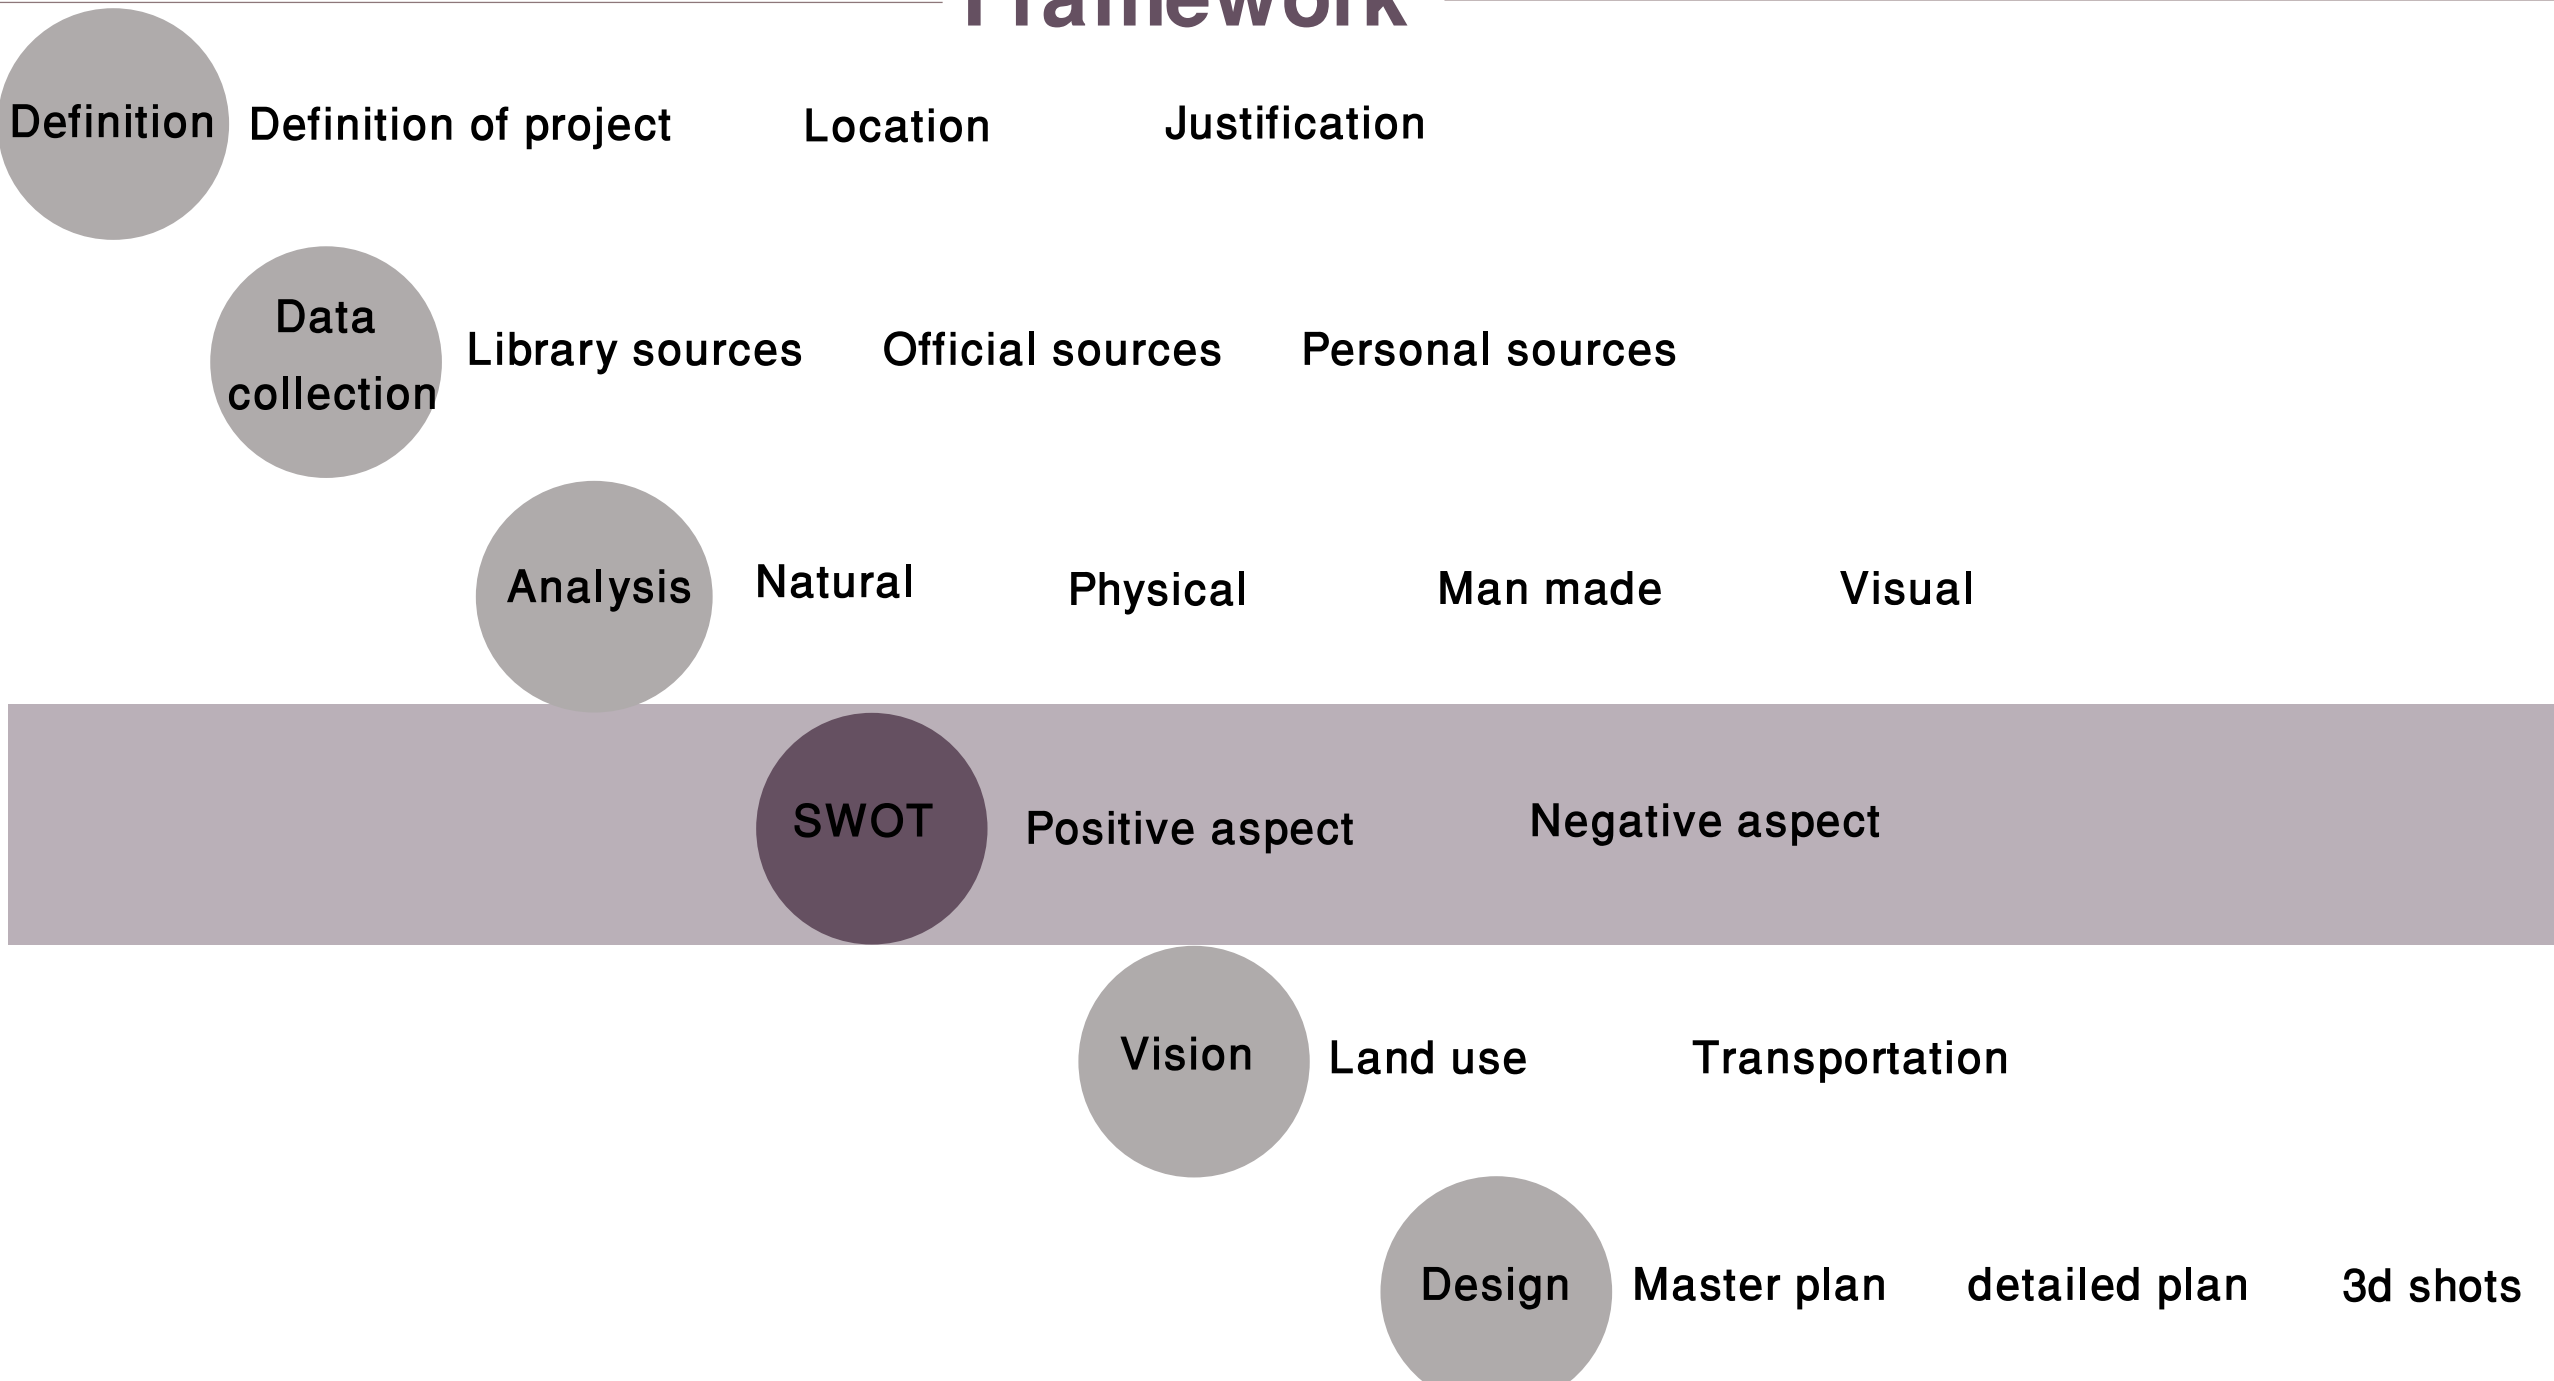 Framework
Definition Definition of project Location Justification
Data
collection Library sources Official sources Personal sources
Analysis Natural Physical Man made Visual
SWOT Positive aspect Negative aspect
Vision Land use Transportation
Design Master plan detailed plan 3d shots